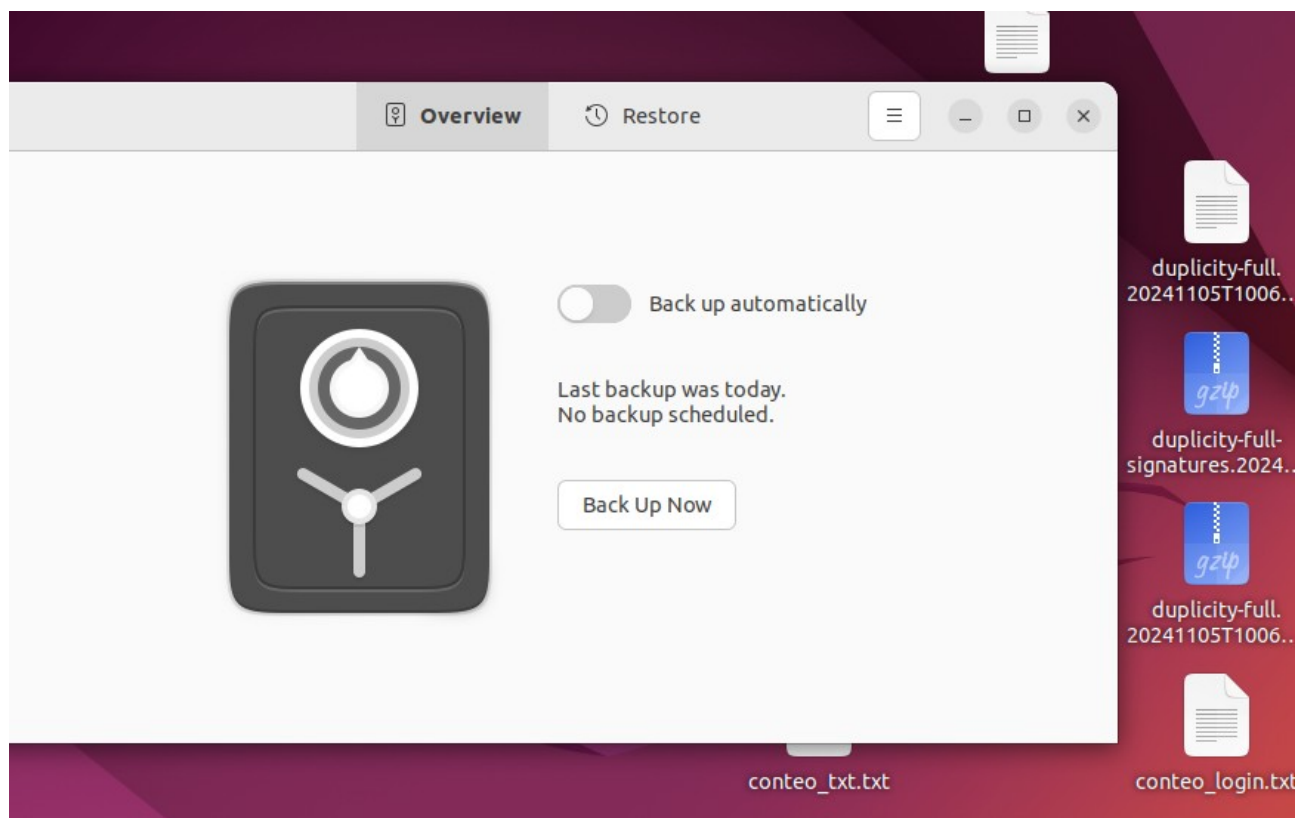 Overview
Restore
Back up automatically
Last backup was today.
No backup scheduled.
Back Up Now
duplicity-full.
20241105T1006...
gzip
duplicity-full-
signatures.2024...
gzip
duplicity-full.
20241105T1006...
conteo_txt.txt
conteo_login.txt